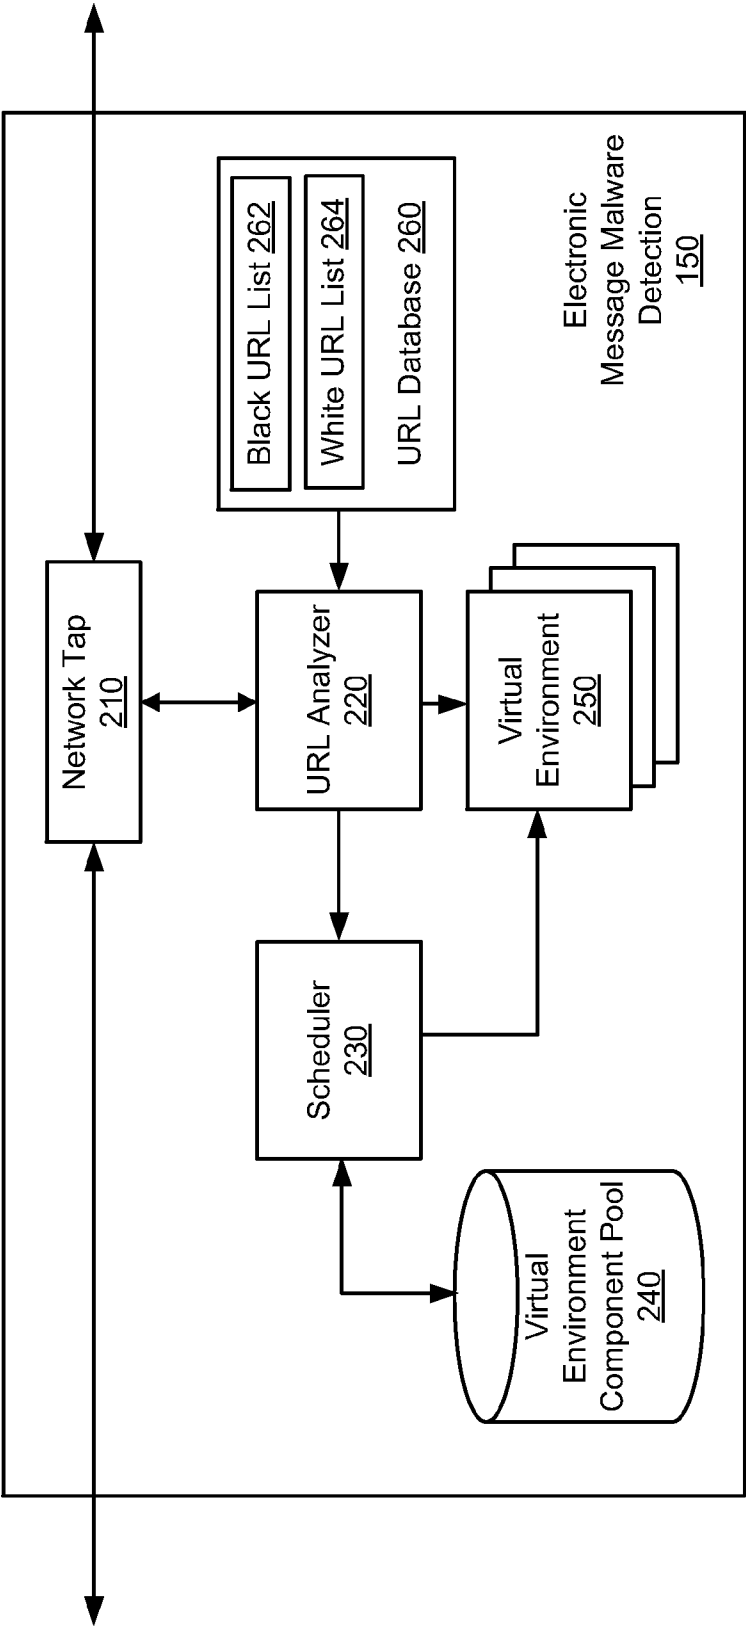 Network Tap
210
Scheduler
230
URL Analyzer
220
Black URL List 262
White URL List 264
URL Database 260
Virtual
Environment
Component Pool
240
Virtual
Environment
250
Electronic
Message Malware
Detection
150